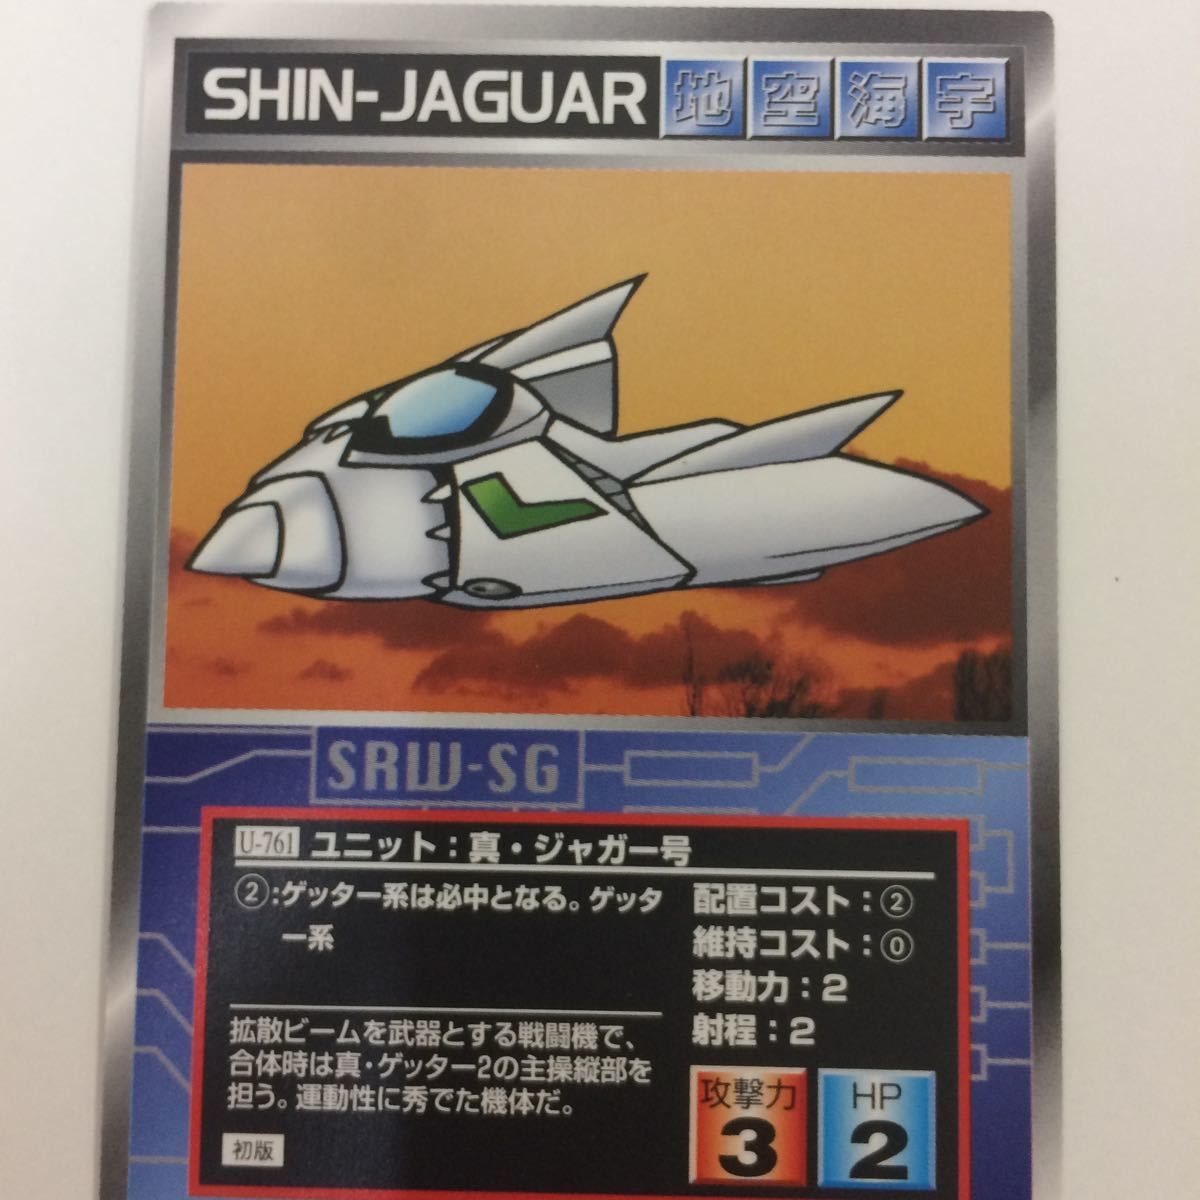 SHIN-JAGUAR 地 空 海 宇
SRW-SG
U-761 ユニット：真・ジャガー号
②:ゲッター系は必中となる。ゲッタ
ー系
配置コスト：②
維持コスト：⓪
移動力：2
射程：2
拡散ビームを武器とする戦闘機で、
合体時は真・ゲッター2の主操縦部を
担う。運動性に秀でた機体だ。
初版
攻撃力
3
HP
2